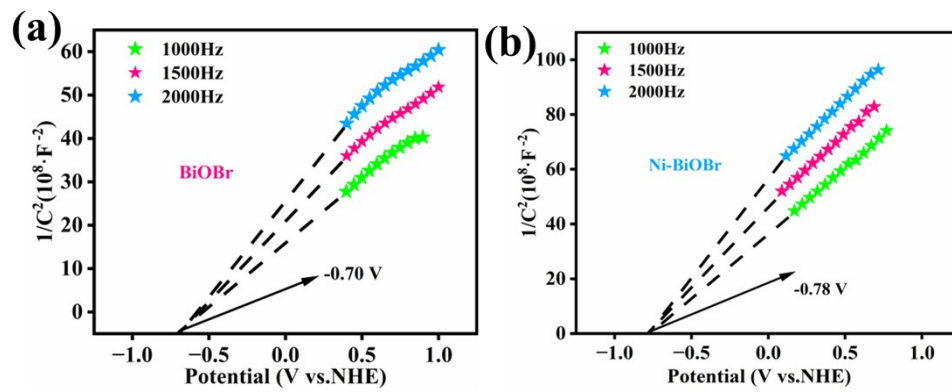 (a)
1000Hz
1500Hz
2000Hz
BiOBr
-0.70 V
1/C²(10⁸·F⁻²)
60
50
40
30
20
10
0
−1.0 −0.5 0.0 0.5 1.0
Potential (V vs.NHE)
(b)
1000Hz
1500Hz
2000Hz
Ni-BiOBr
-0.78 V
1/C²(10⁸·F⁻²)
100
80
60
40
20
0
−1.0 −0.5 0.0 0.5 1.0
Potential (V vs.NHE)